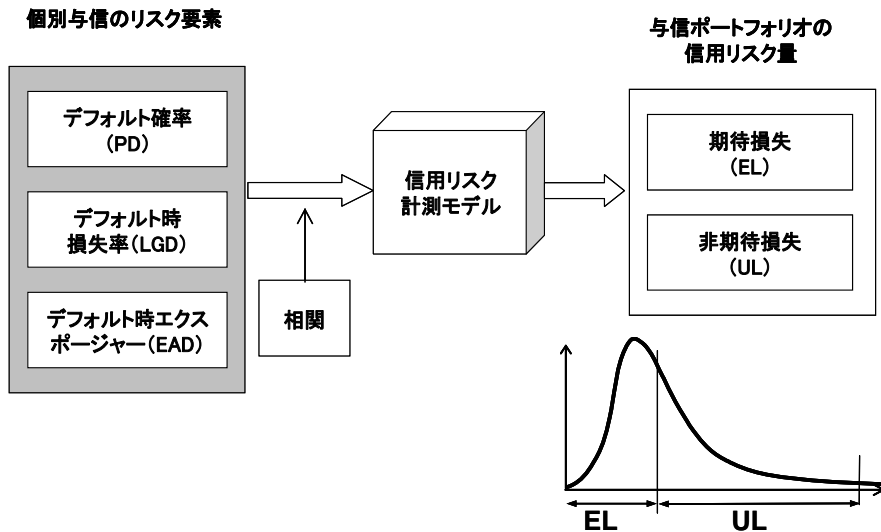 個別与信のリスク要素
デフォルト確率
(PD)
デフォルト時
損失率(LGD)
デフォルト時エクス
ポージャー(EAD)
相関
信用リスク
計測モデル
与信ポートフォリオの
信用リスク量
期待損失
(EL)
非期待損失
(UL)
EL
UL